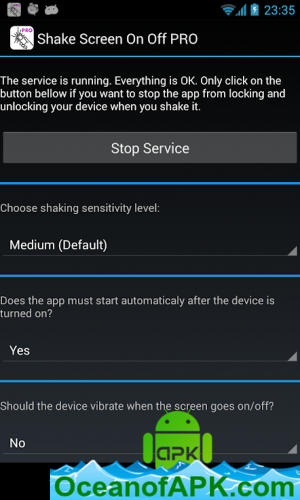 23:35
Shake Screen On Off PRO
The service is running. Everything is OK. Only click on the
button bellow if you want to stop the app from locking and
unlocking your device when you shake it.
Stop Service
Choose shaking sensitivity level:
Medium (Default)
Does the app must start automaticaly after the device is
turned on?
Yes
Should the device vibrate when the screen goes on/off?
No
APK
OceanofAPK.com